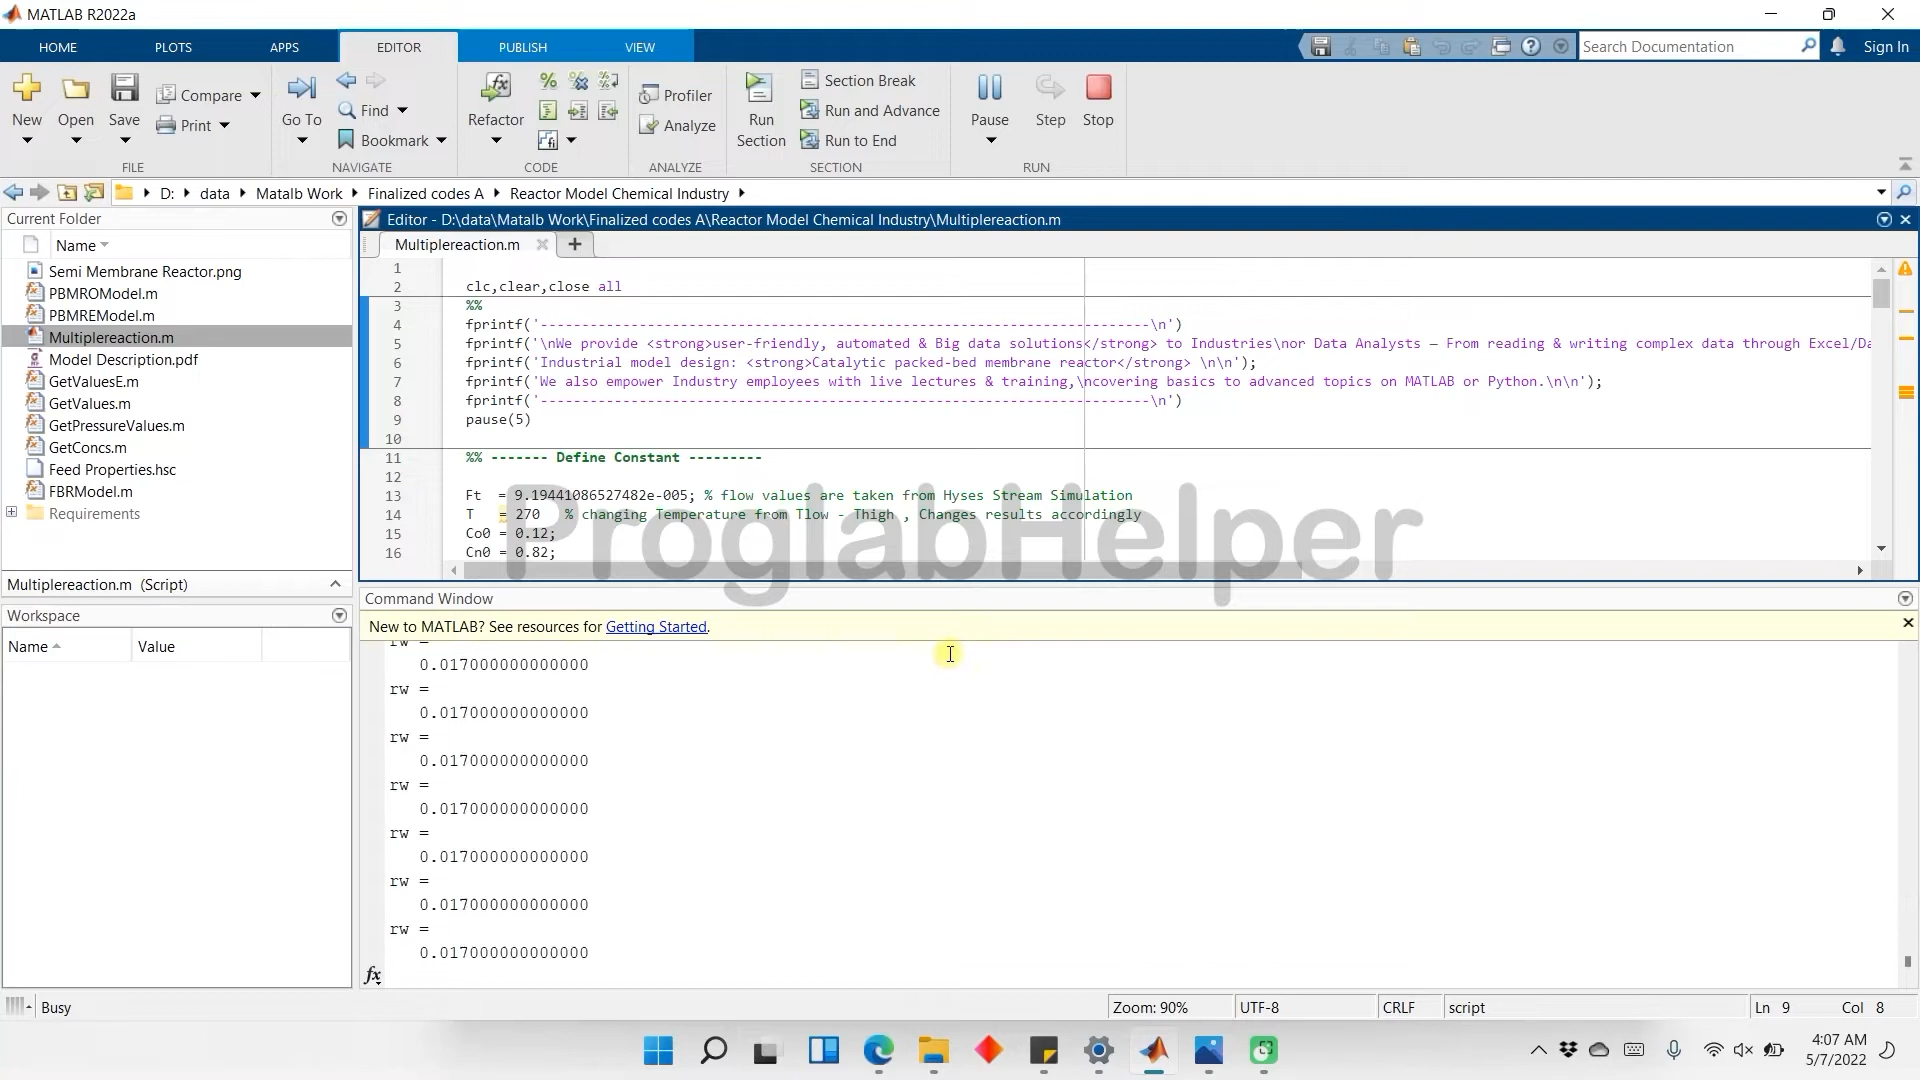 MATLAB R2022a
HOME PLOTS APPS EDITOR PUBLISH VIEW
Search Documentation
Sign In
New Open Save Compare Print
FILE
Go To Find Bookmark
NAVIGATE
Refactor
CODE
Profiler
Analyze
ANALYZE
Run Section
Section Break
Run and Advance
Run to End
SECTION
Pause Step Stop
RUN
D: data Matalb Work Finalized codes A Reactor Model Chemical Industry
Current Folder
Name
Semi Membrane Reactor.png
PBMROModel.m
PBMREModel.m
Multiplereaction.m
Model Description.pdf
GetValuesE.m
GetValues.m
GetPressureValues.m
GetConcs.m
Feed Properties.hsc
FBRModel.m
Requirements
Multiplereaction.m (Script)
Workspace
Name Value
Editor - D:\data\Matalb Work\Finalized codes A\Reactor Model Chemical Industry\Multiplereaction.m
Multiplereaction.m
1
2 clc,clear,close all
3 %%
4 fprintf('----------------------------------------------------------------------------\n')
5 fprintf('\nWe provide <strong>user-friendly, automated & Big data solutions</strong> to Industries\nor Data Analysts – From reading & writing complex data through Excel/Da
6 fprintf('Industrial model design: <strong>Catalytic packed-bed membrane reactor</strong> \n\n');
7 fprintf('We also empower Industry employees with live lectures & training,\ncovering basics to advanced topics on MATLAB or Python.\n\n');
8 fprintf('----------------------------------------------------------------------------\n')
9 pause(5)
10
11 %% ------- Define Constant ---------
12
13 Ft = 9.19441086527482e-005; % flow values are taken from Hyses Stream Simulation
14 T = 270 % changing Temperature from Tlow - Thigh , Changes results accordingly
15 Co0 = 0.12;
16 Cn0 = 0.82;
ProglabHelper
Command Window
New to MATLAB? See resources for Getting Started.
rw =
0.017000000000000
rw =
0.017000000000000
rw =
0.017000000000000
rw =
0.017000000000000
rw =
0.017000000000000
rw =
0.017000000000000
rw =
0.017000000000000
fx
Busy
Zoom: 90% UTF-8 CRLF script Ln 9 Col 8
4:07 AM
5/7/2022